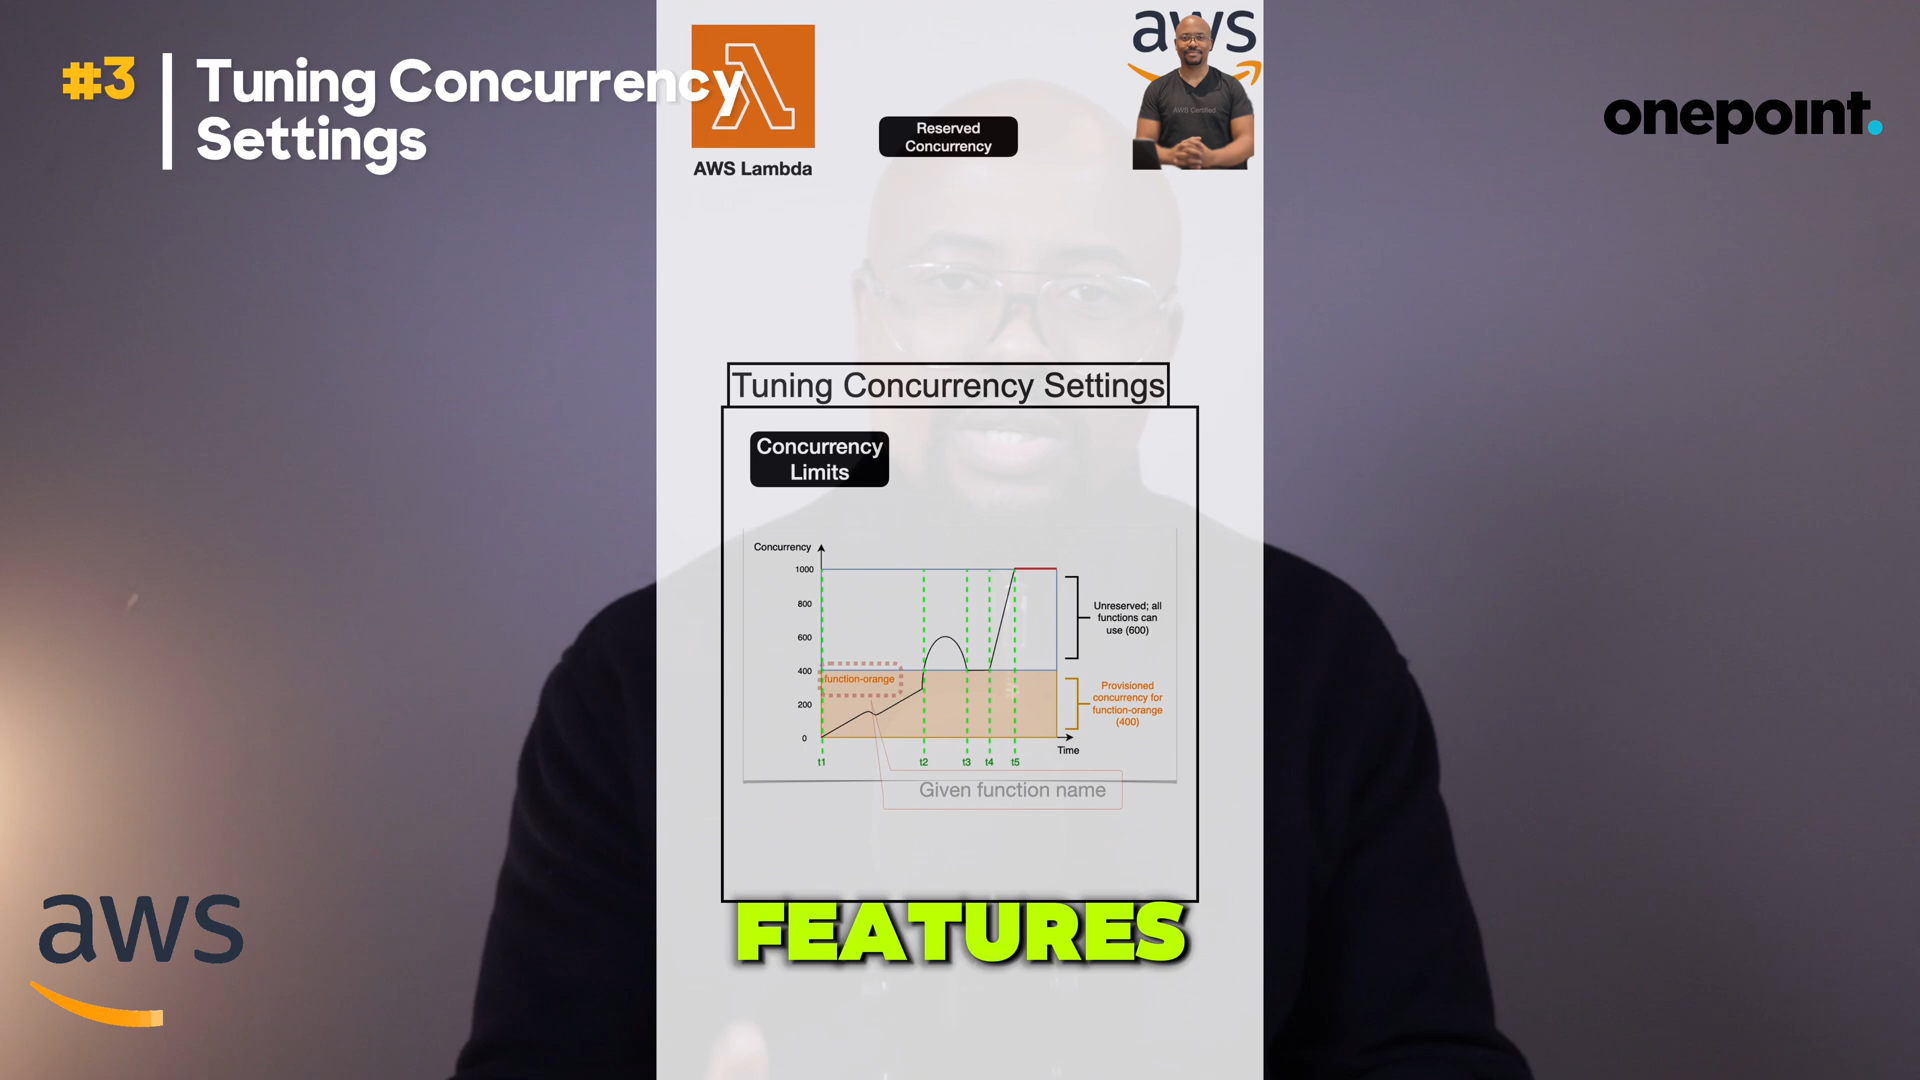 #3
Tuning Concurrency
Settings
AWS Lambda
Reserved
Concurrency
aws
AWS Certified
onepoint.
Tuning Concurrency Settings
Concurrency
Limits
Concurrency
1000
800
600
400
200
0
function-orange
Unreserved; all
functions can
use (600)
Provisioned
concurrency for
function-orange
(400)
Time
t1
t2
t3
t4
t5
Given function name
FEATURES
aws